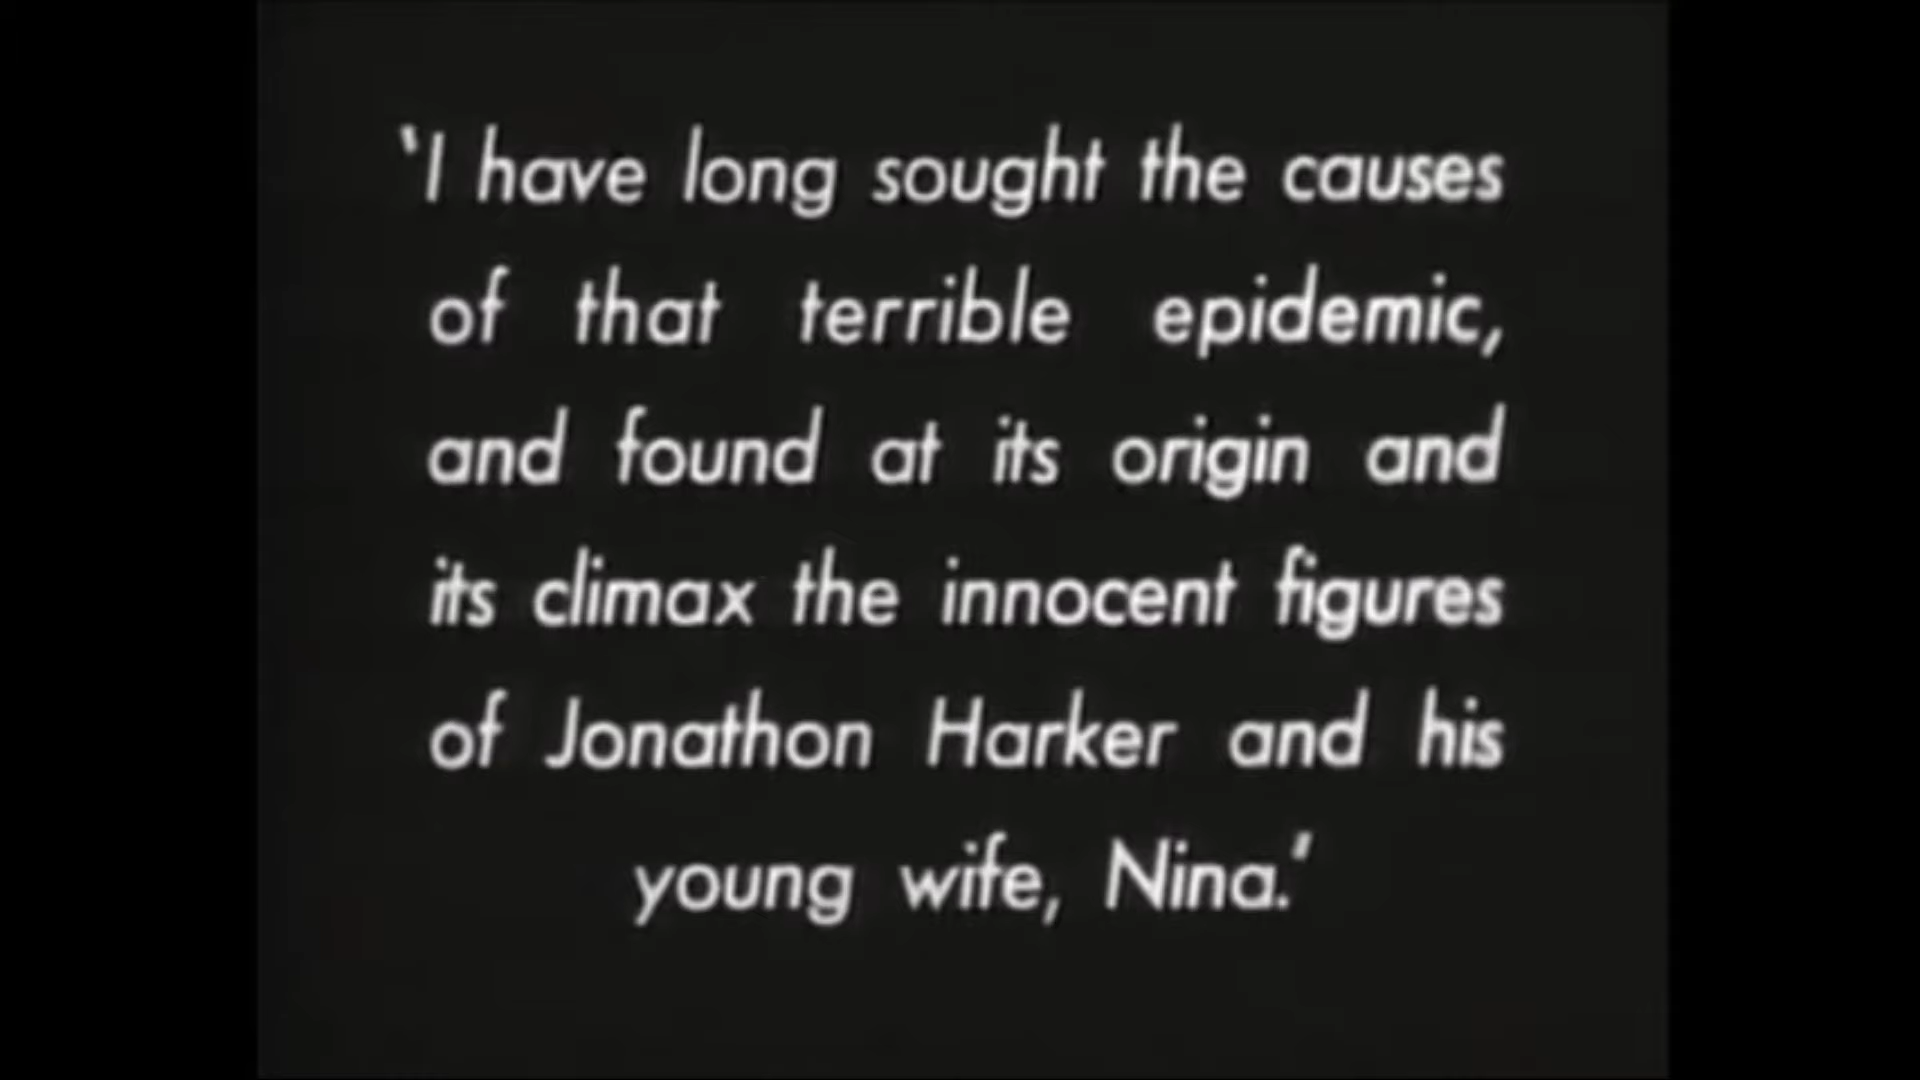 'I have long sought the causes
of that terrible epidemic,
and found at its origin and
its climax the innocent figures
of Jonathon Harker and his
young wife, Nina.'